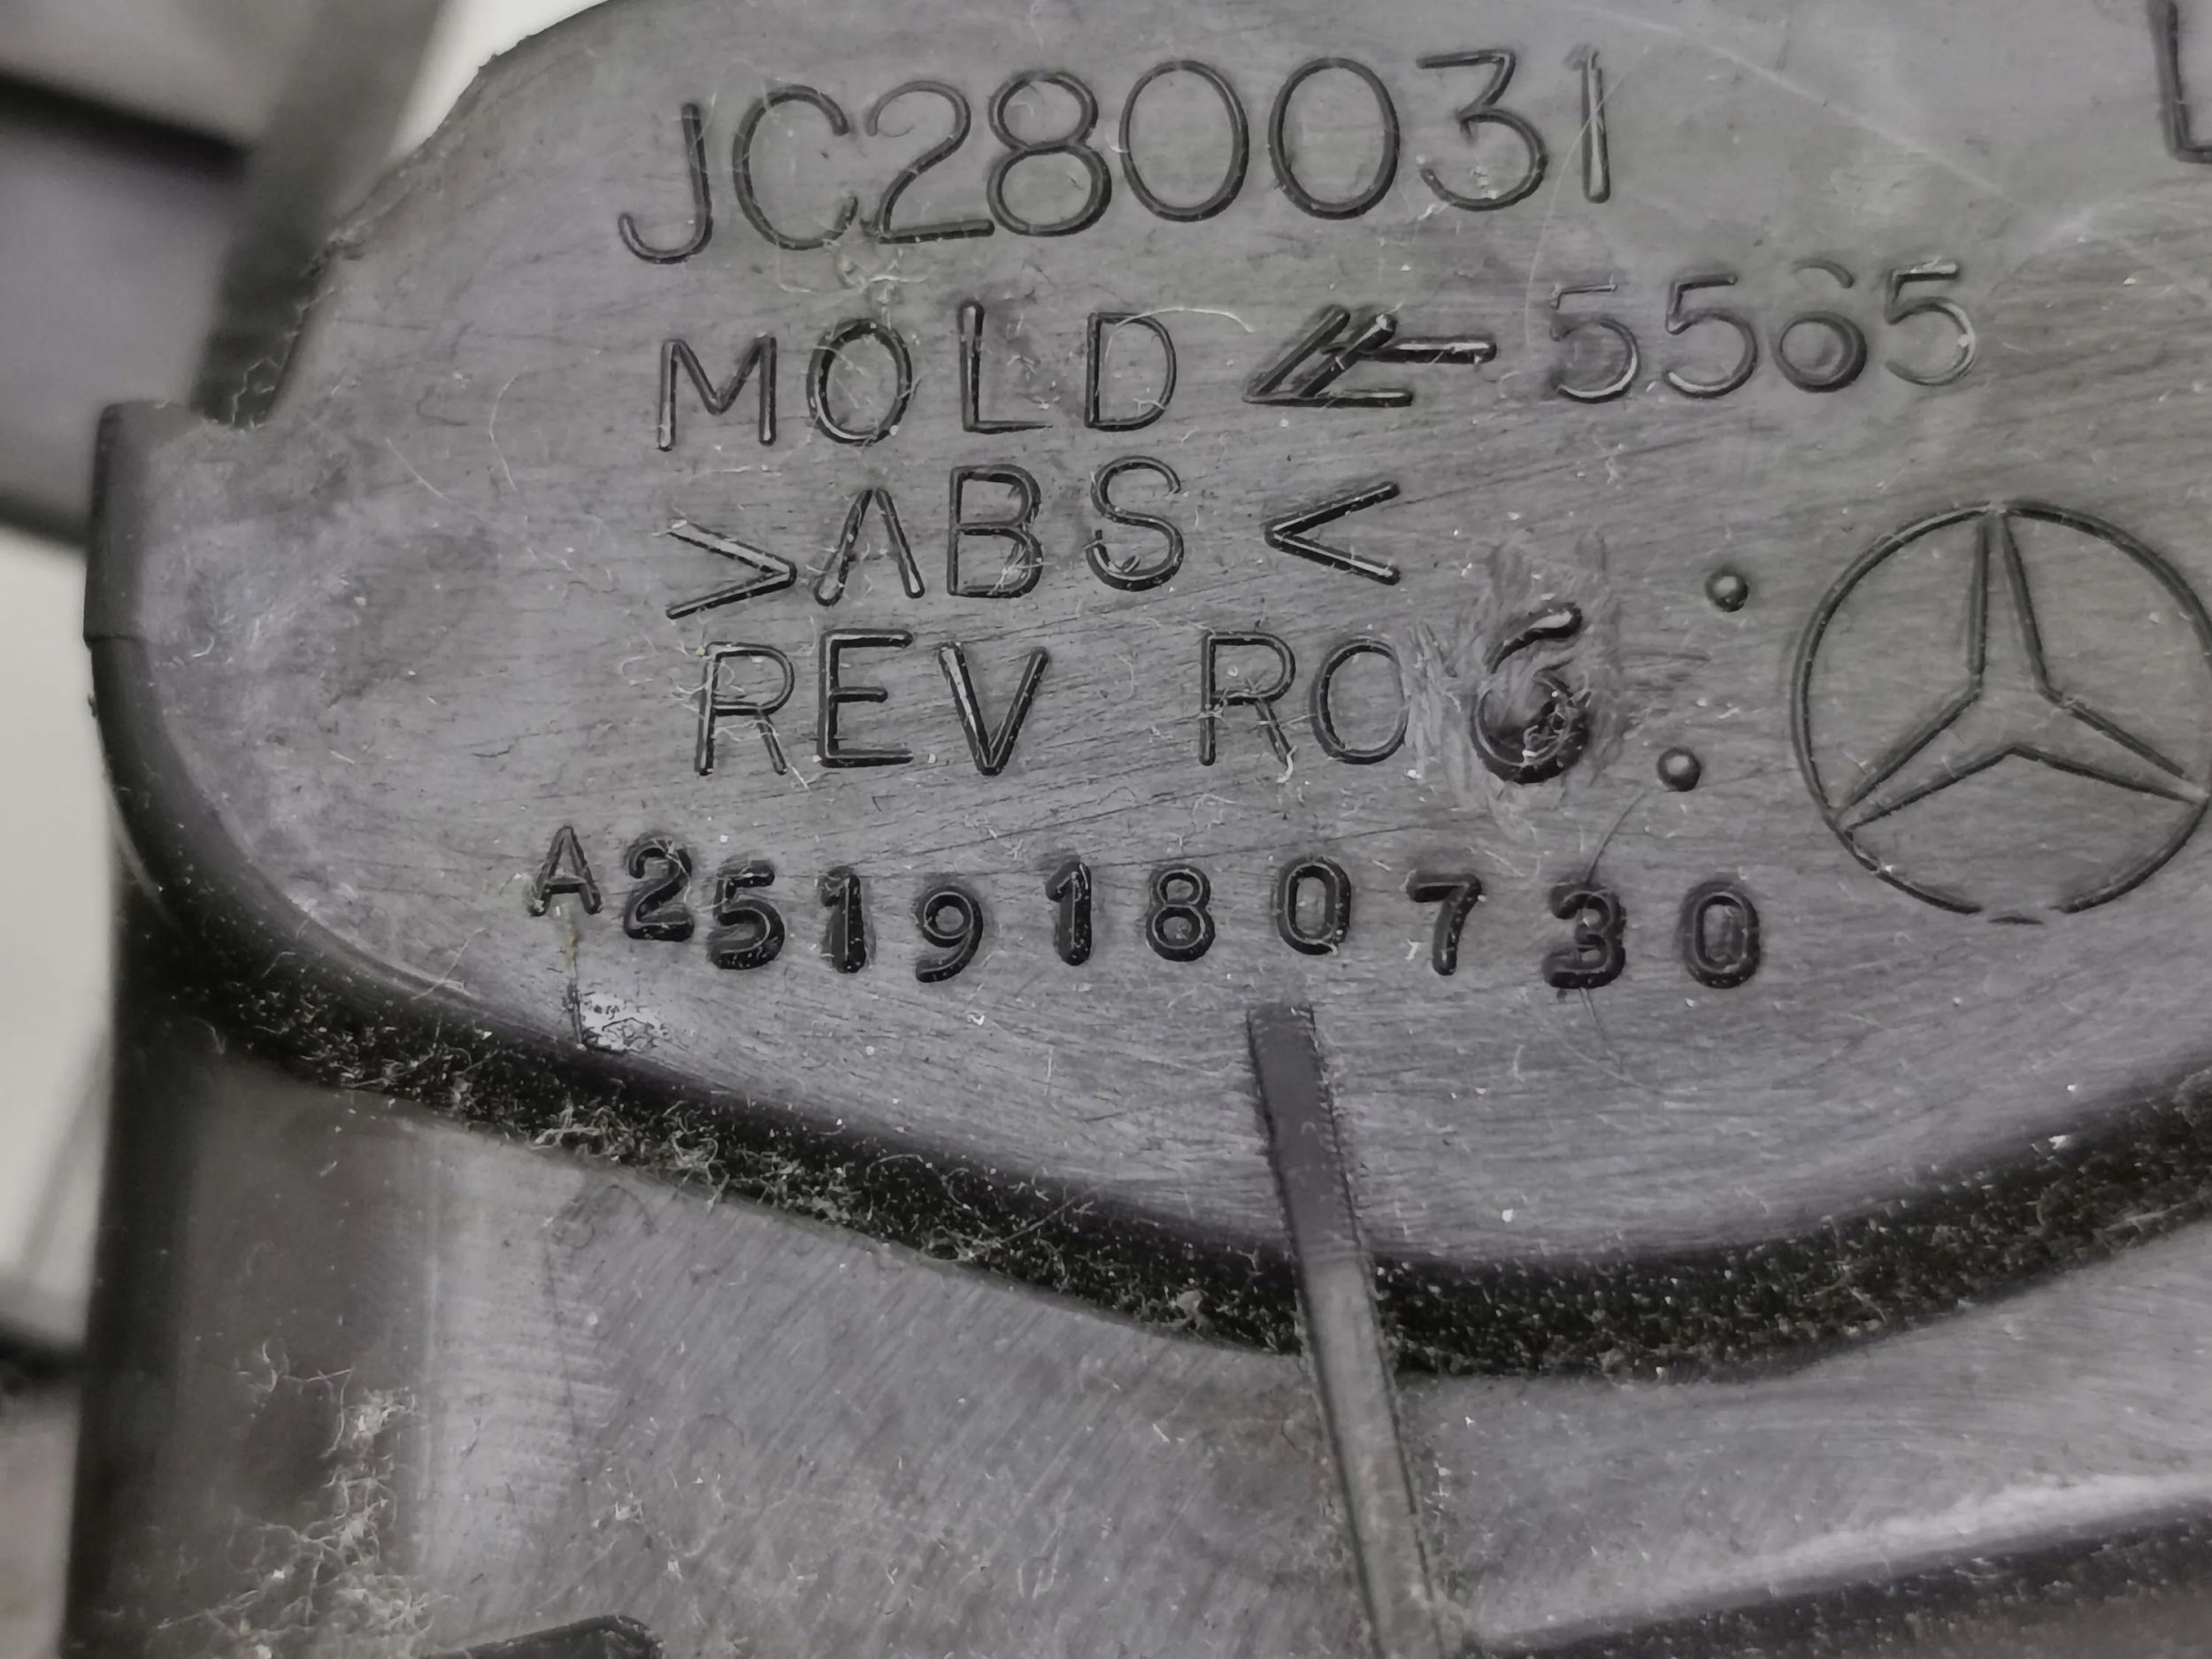 JC280031
L
MOLD 5565
>ABS<
REV R06
A2519180730